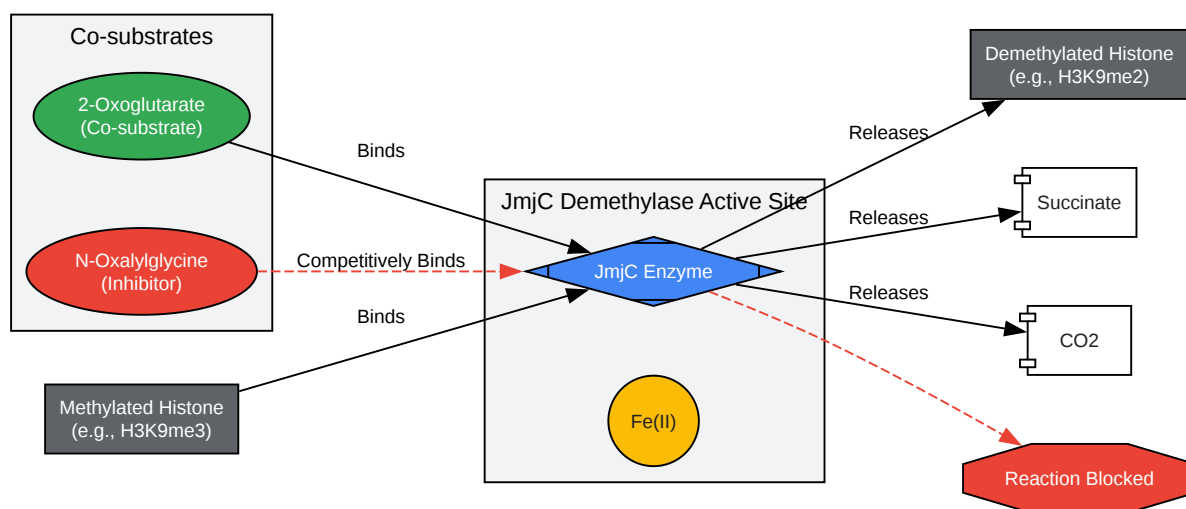 Co-substrates
2-Oxoglutarate
(Co-substrate)
N-Oxalylglycine
(Inhibitor)
Methylated Histone
(e.g., H3K9me3)
Binds
Competitively Binds
Binds
JmjC Demethylase Active Site
JmjC Enzyme
Fe(II)
Releases
Releases
Releases
Demethylated Histone
(e.g., H3K9me2)
Succinate
CO2
Reaction Blocked